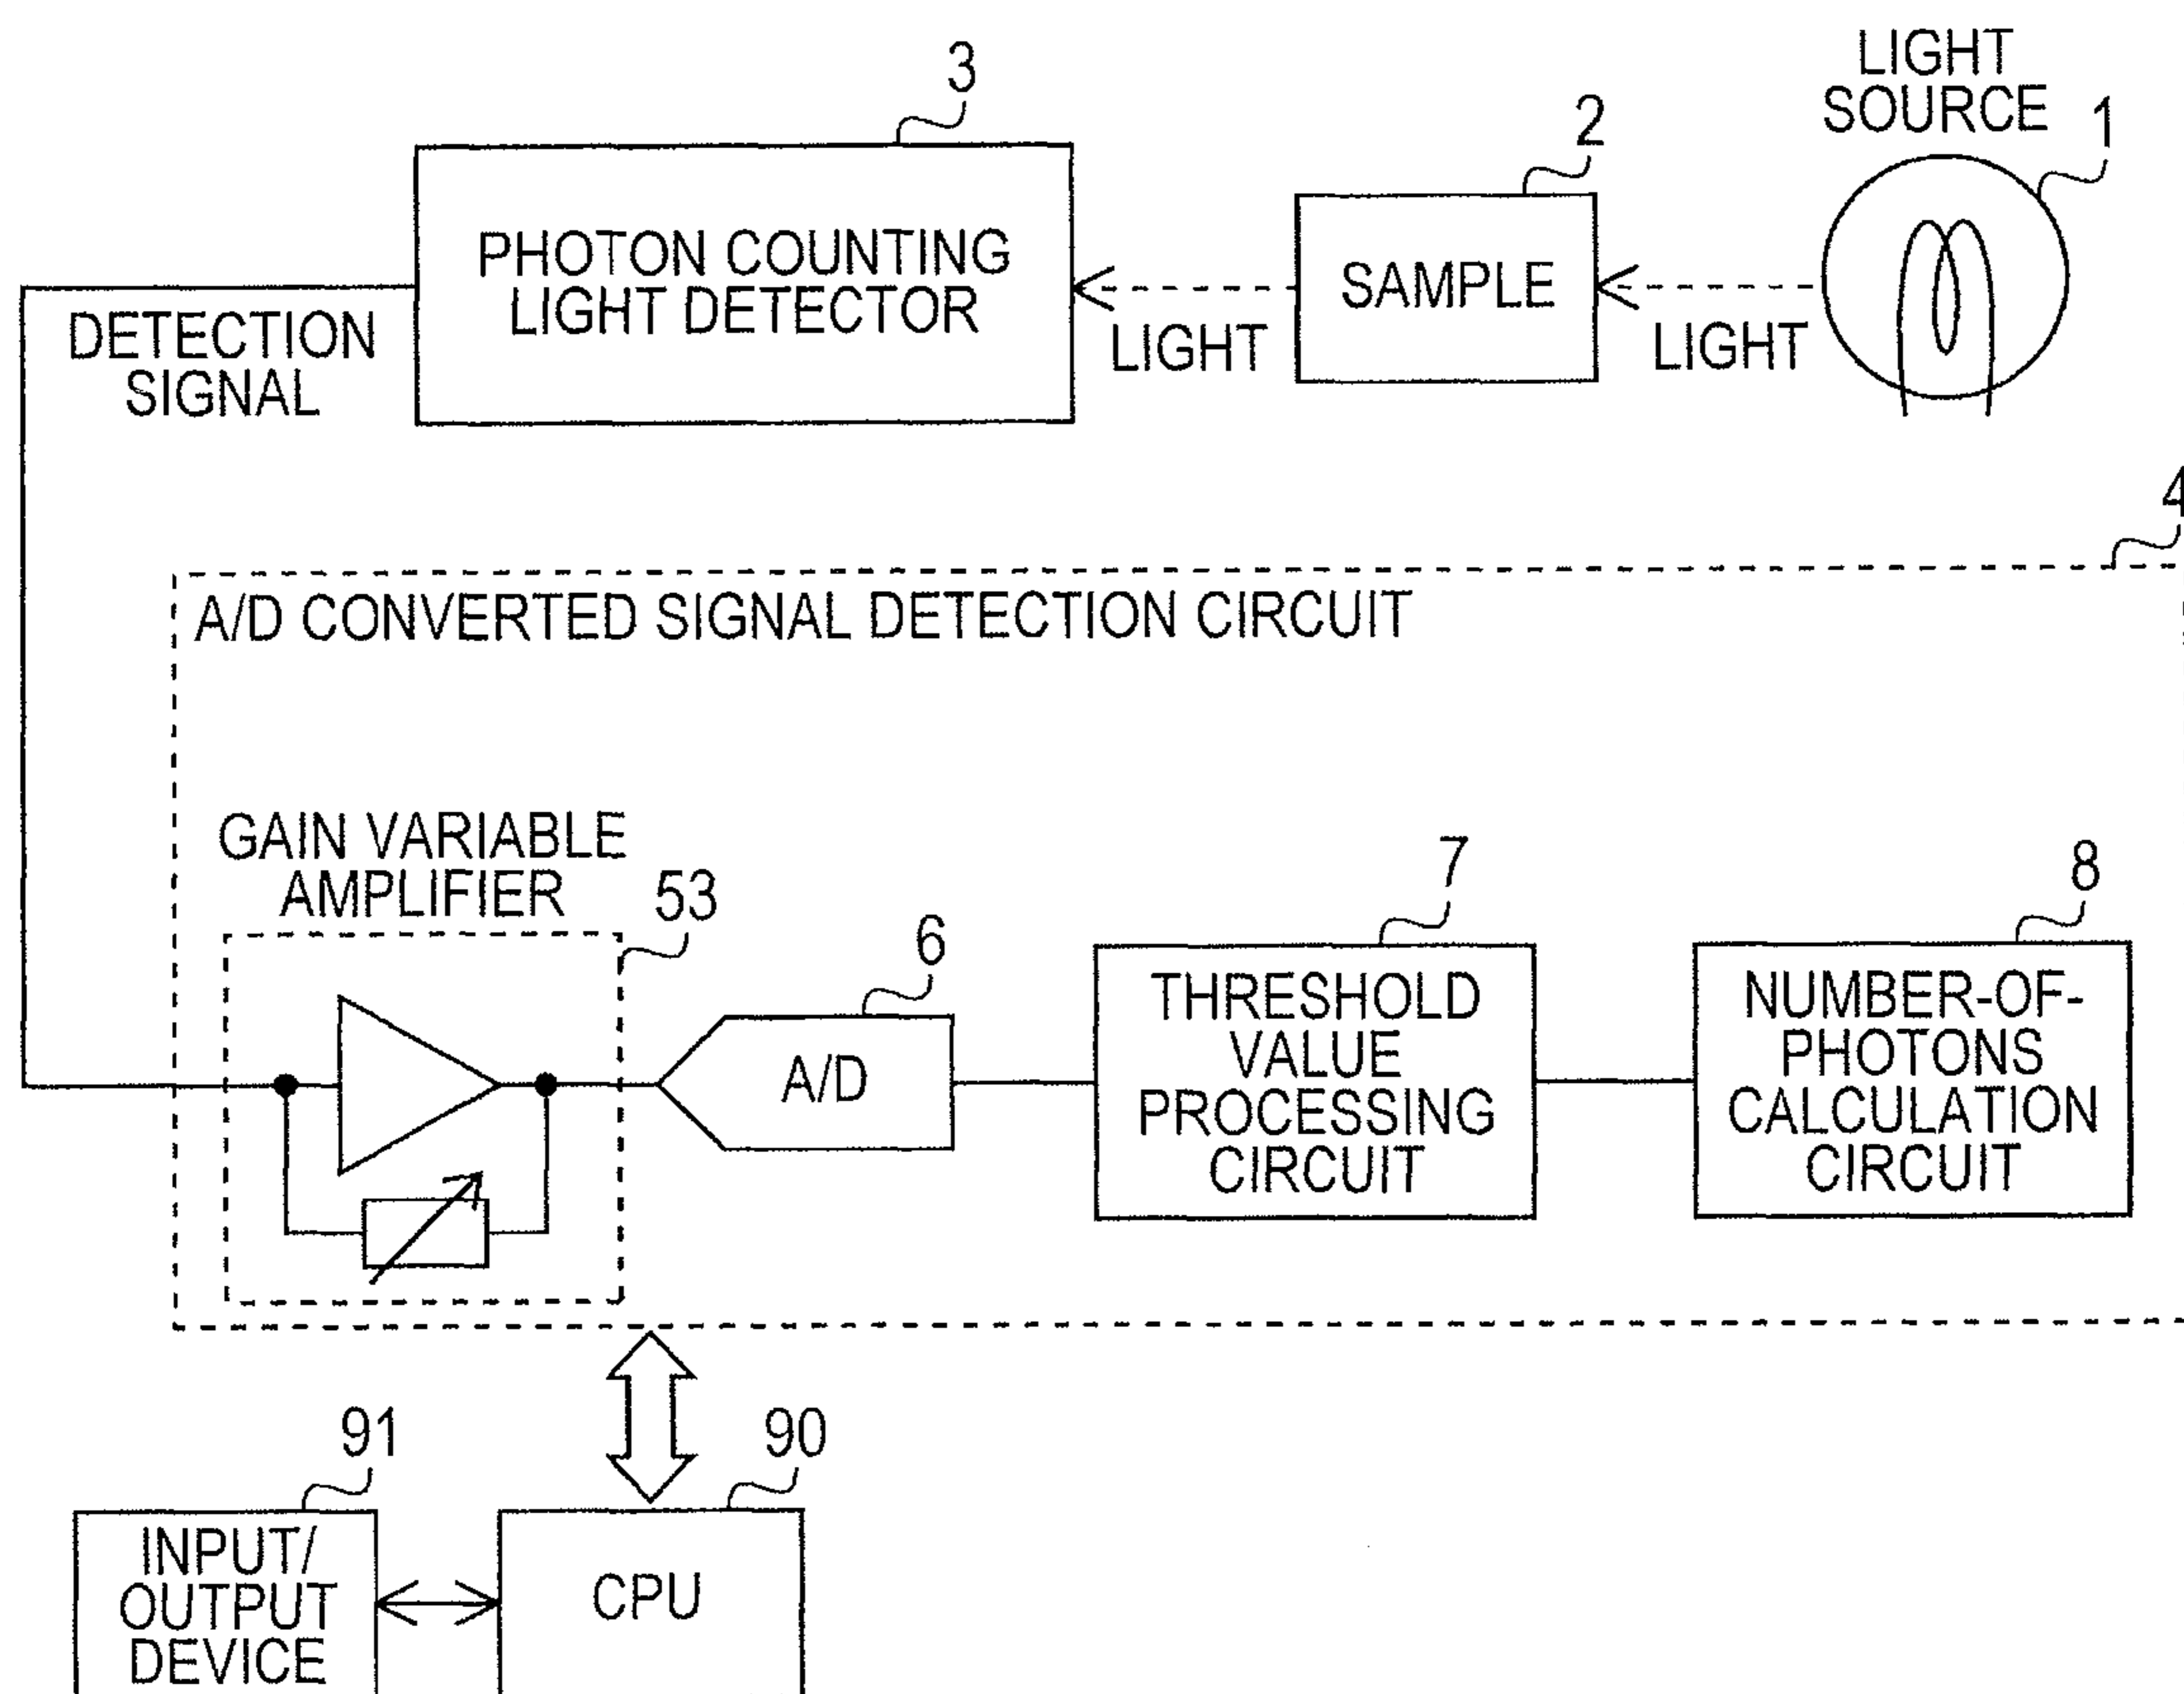 LIGHT
SOURCE
1
2
3
PHOTON COUNTING
LIGHT DETECTOR
SAMPLE
LIGHT
LIGHT
DETECTION
SIGNAL
4
A/D CONVERTED SIGNAL DETECTION CIRCUIT
GAIN VARIABLE
AMPLIFIER
53
6
A/D
7
THRESHOLD
VALUE
PROCESSING
CIRCUIT
8
NUMBER-OF-
PHOTONS
CALCULATION
CIRCUIT
91
INPUT/
OUTPUT
DEVICE
90
CPU